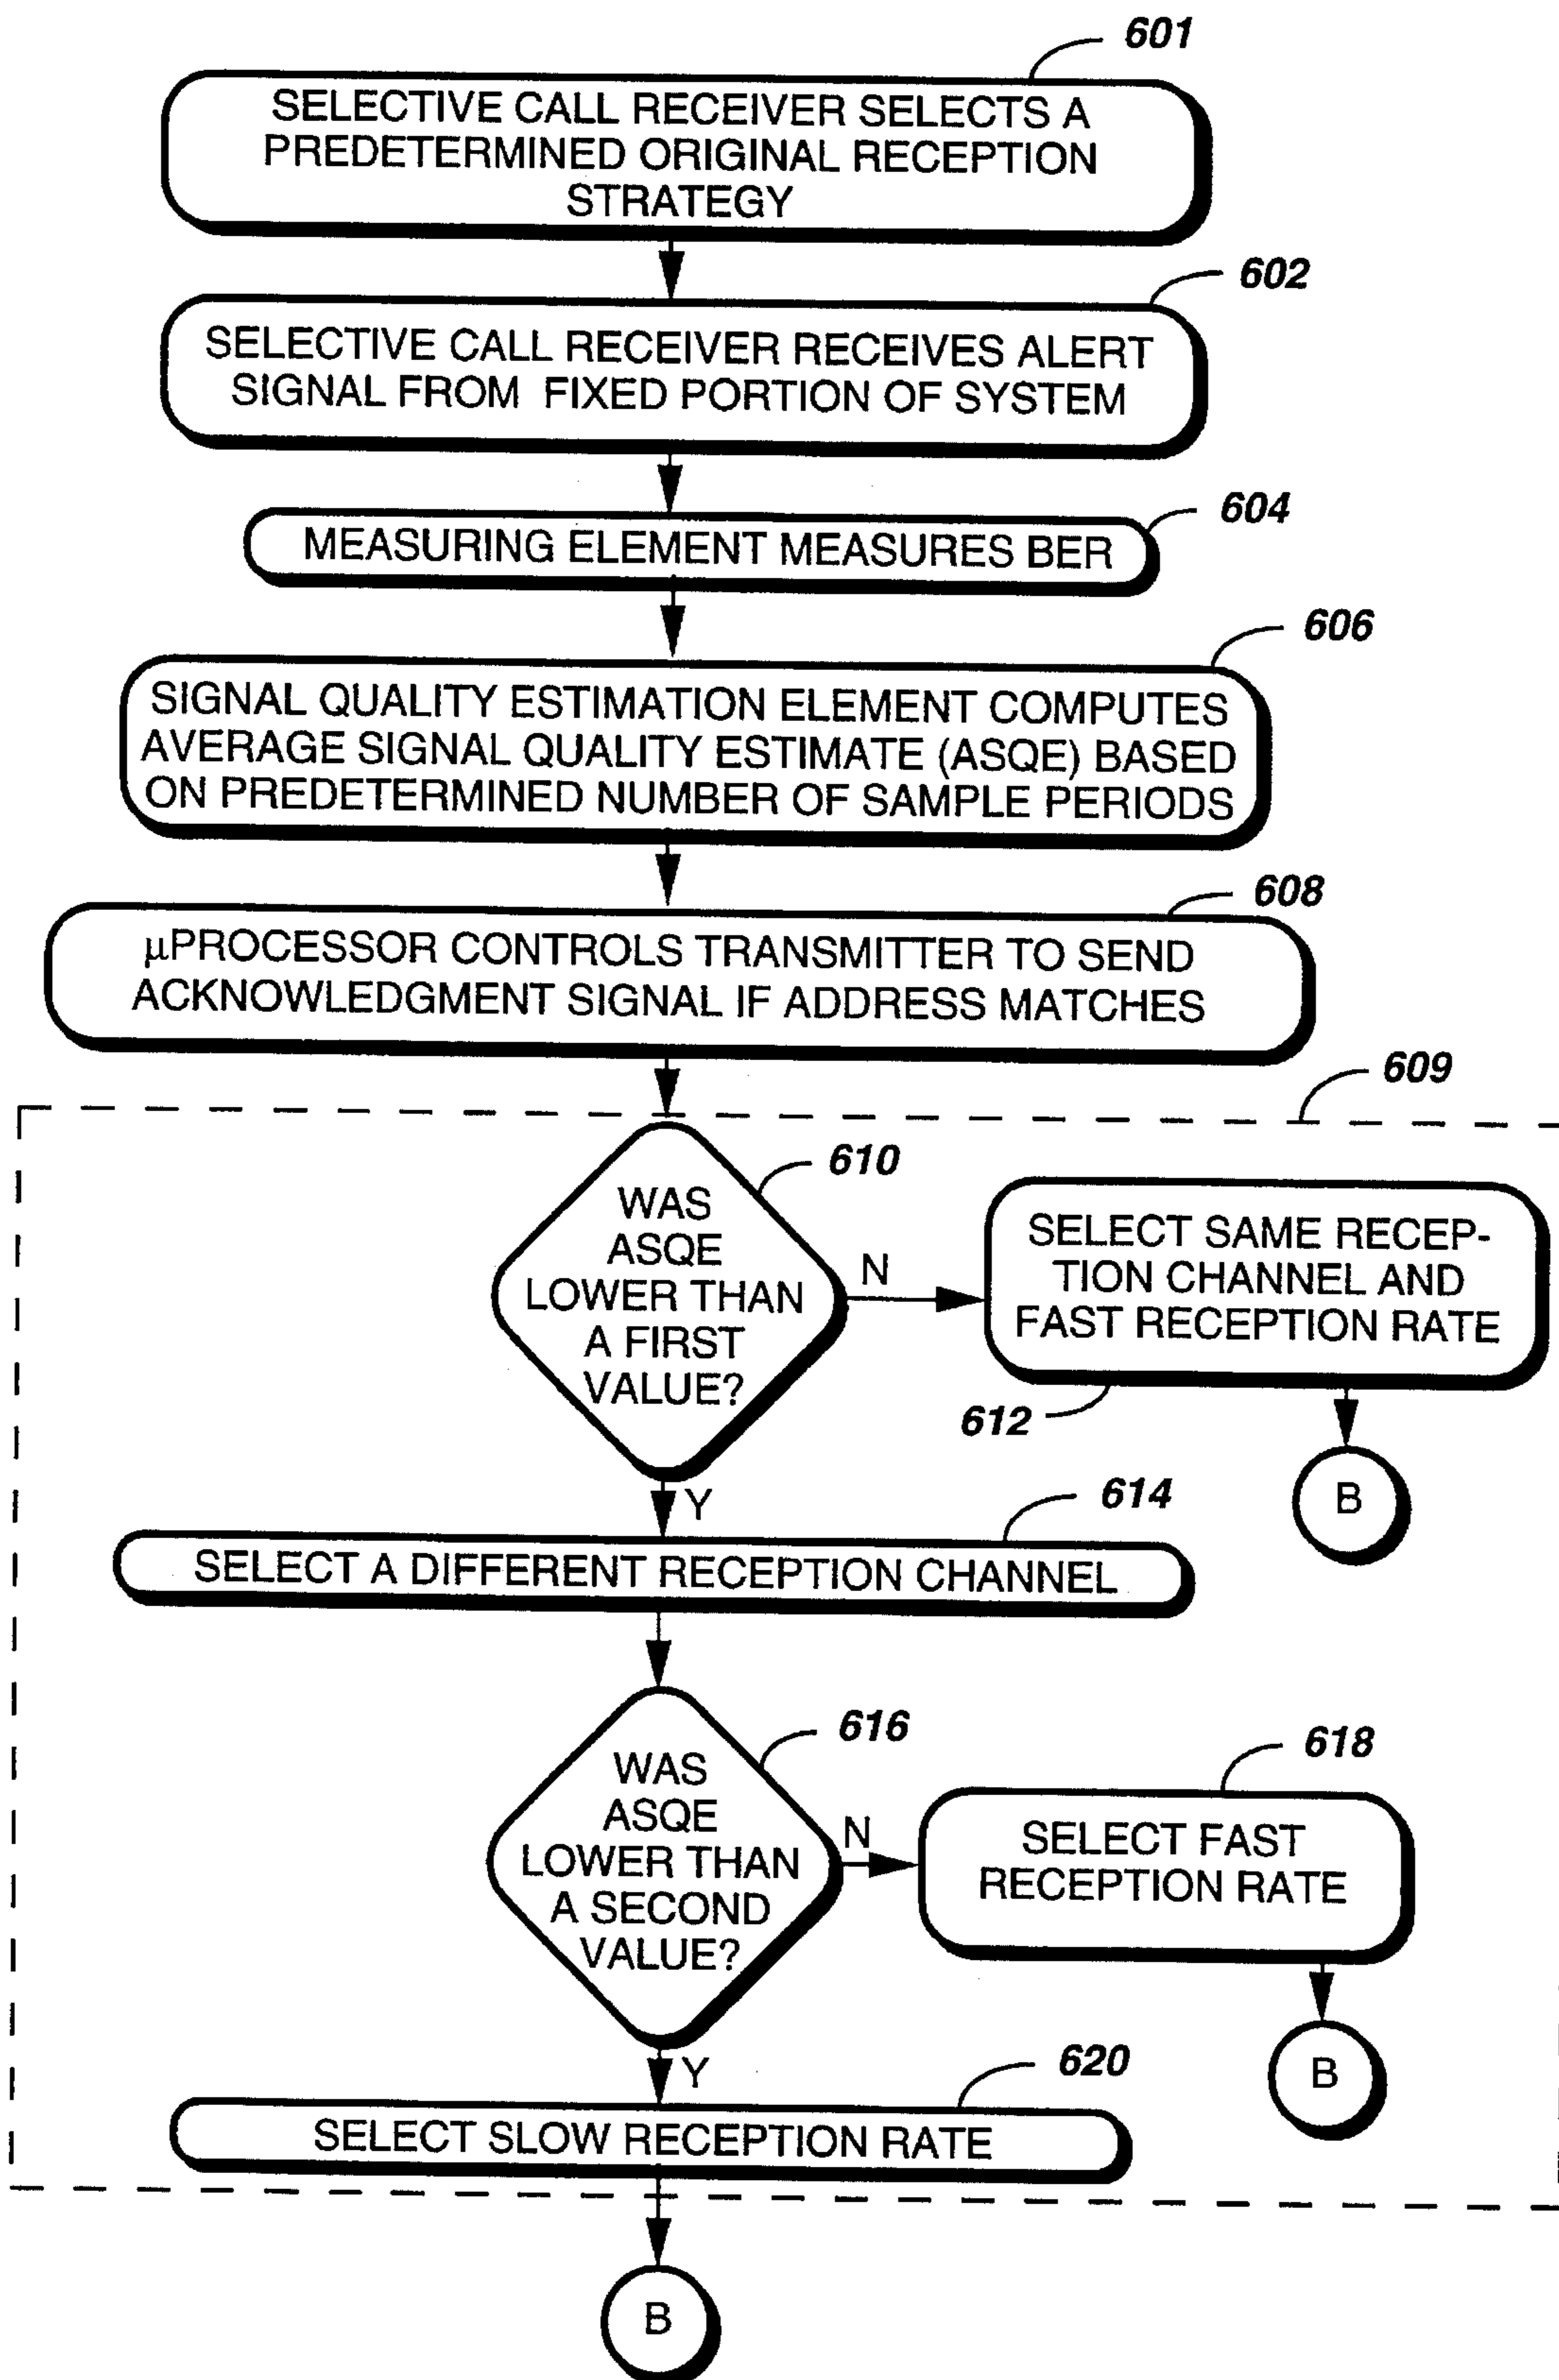 601
SELECTIVE CALL RECEIVER SELECTS A
PREDETERMINED ORIGINAL RECEPTION
STRATEGY
602
SELECTIVE CALL RECEIVER RECEIVES ALERT
SIGNAL FROM FIXED PORTION OF SYSTEM
604
MEASURING ELEMENT MEASURES BER
606
SIGNAL QUALITY ESTIMATION ELEMENT COMPUTES
AVERAGE SIGNAL QUALITY ESTIMATE (ASQE) BASED
ON PREDETERMINED NUMBER OF SAMPLE PERIODS
608
µPROCESSOR CONTROLS TRANSMITTER TO SEND
ACKNOWLEDGMENT SIGNAL IF ADDRESS MATCHES
609
610
WAS
ASQE
LOWER THAN
A FIRST
VALUE?
N
SELECT SAME RECEP-
TION CHANNEL AND
FAST RECEPTION RATE
612
B
Y
614
SELECT A DIFFERENT RECEPTION CHANNEL
616
WAS
ASQE
LOWER THAN
A SECOND
VALUE?
N
618
SELECT FAST
RECEPTION RATE
B
Y
620
SELECT SLOW RECEPTION RATE
B